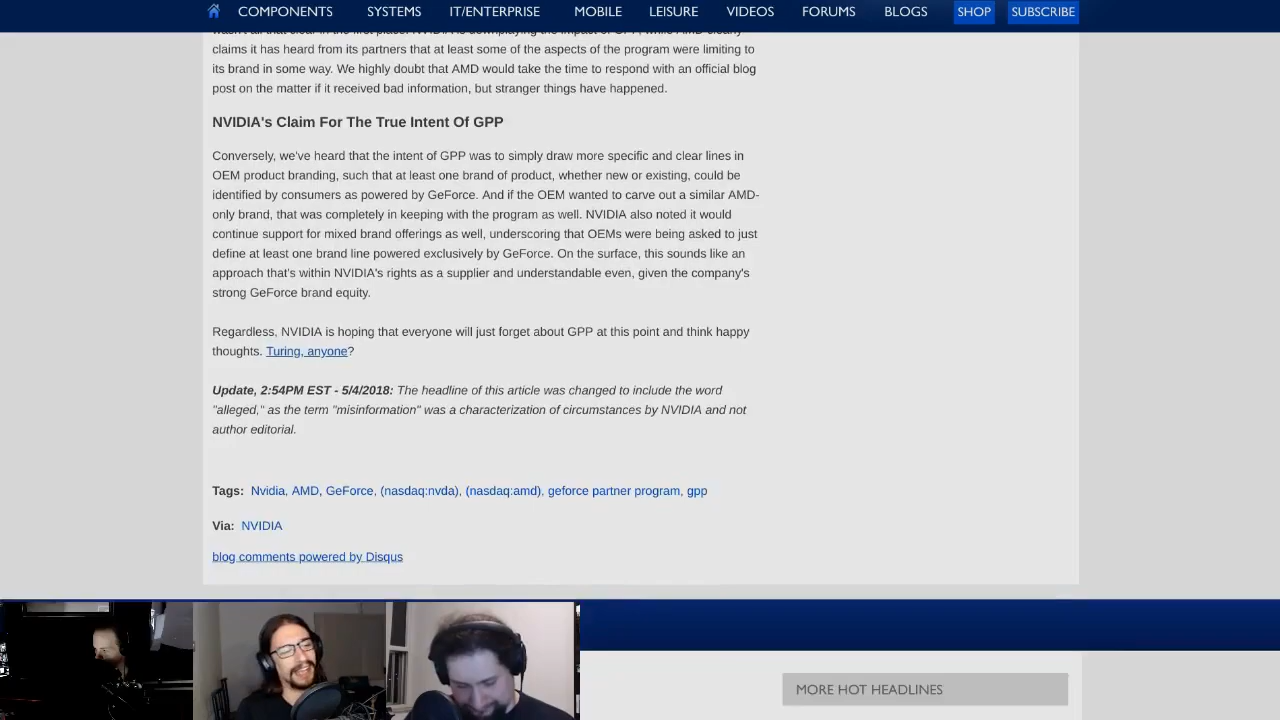 COMPONENTS SYSTEMS IT/ENTERPRISE MOBILE LEISURE VIDEOS FORUMS BLOGS SHOP SUBSCRIBE
claims it has heard from its partners that at least some of the aspects of the program were limiting to
its brand in some way. We highly doubt that AMD would take the time to respond with an official blog
post on the matter if it received bad information, but stranger things have happened.
NVIDIA's Claim For The True Intent Of GPP
Conversely, we've heard that the intent of GPP was to simply draw more specific and clear lines in
OEM product branding, such that at least one brand of product, whether new or existing, could be
identified by consumers as powered by GeForce. And if the OEM wanted to carve out a similar AMD-
only brand, that was completely in keeping with the program as well. NVIDIA also noted it would
continue support for mixed brand offerings as well, underscoring that OEMs were being asked to just
define at least one brand line powered exclusively by GeForce. On the surface, this sounds like an
approach that's within NVIDIA's rights as a supplier and understandable even, given the company's
strong GeForce brand equity.
Regardless, NVIDIA is hoping that everyone will just forget about GPP at this point and think happy
thoughts. Turing, anyone?
Update, 2:54PM EST - 5/4/2018: The headline of this article was changed to include the word
"alleged," as the term "misinformation" was a characterization of circumstances by NVIDIA and not
author editorial.
Tags: Nvidia, AMD, GeForce, (nasdaq:nvda), (nasdaq:amd), geforce partner program, gpp
Via: NVIDIA
blog comments powered by Disqus
MORE HOT HEADLINES